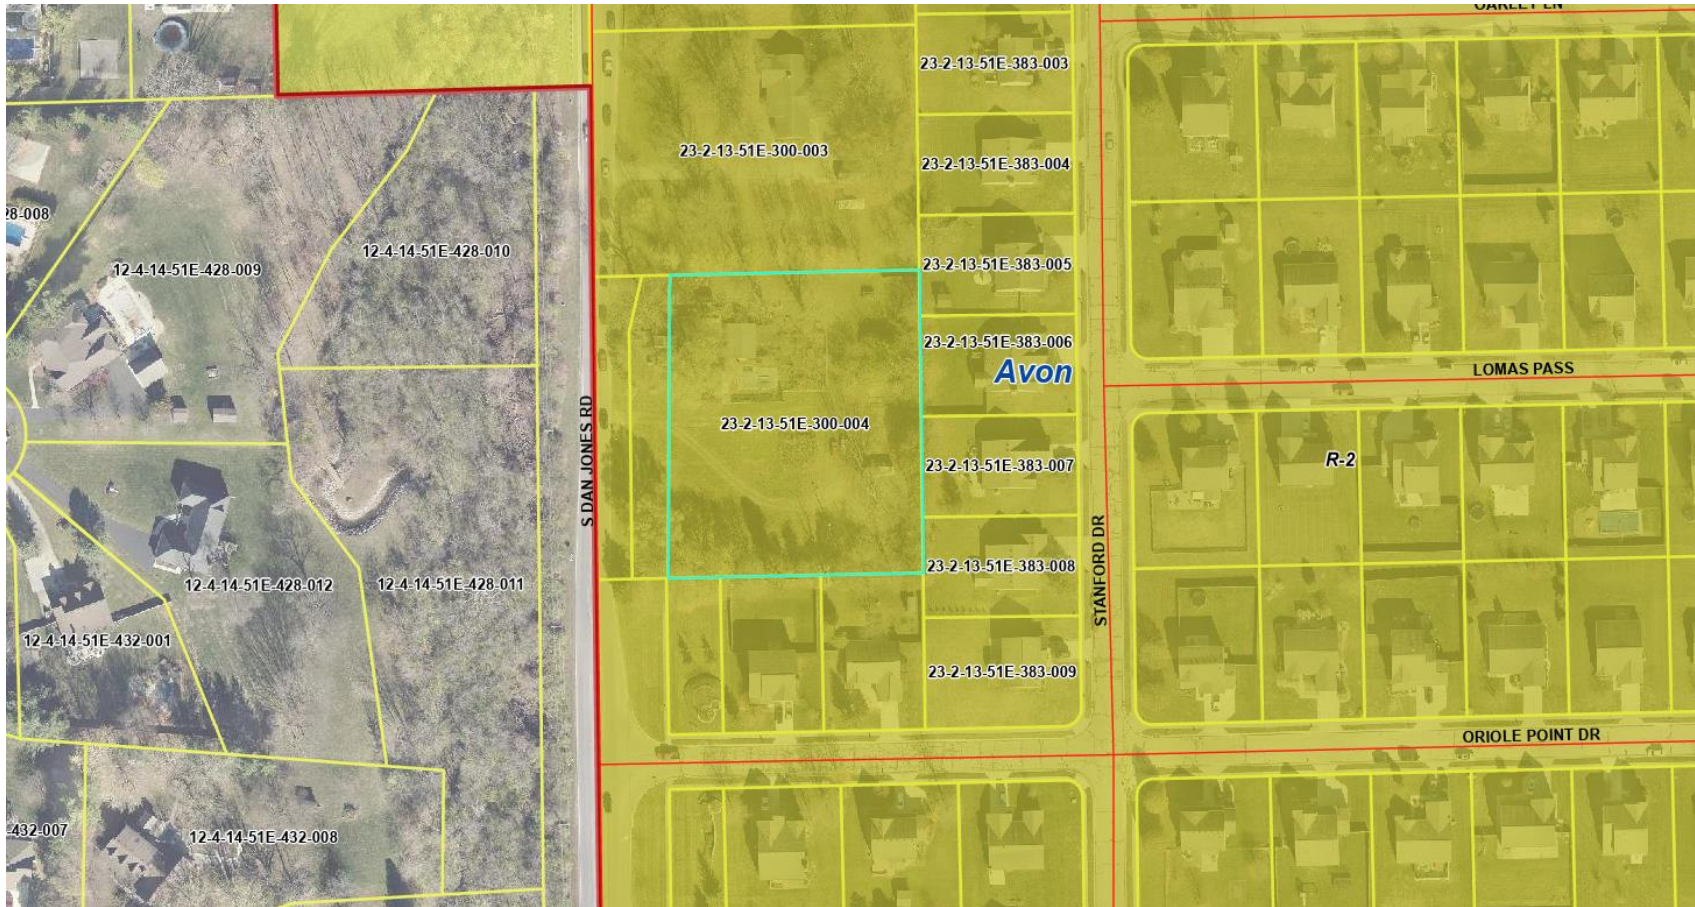 OAKLEY LN
23-2-13-51E-383-003
23-2-13-51E-300-003
23-2-13-51E-383-004
28-008
12-4-14-51E-428-010
12-4-14-51E-428-009
23-2-13-51E-383-005
23-2-13-51E-383-006
Avon
LOMAS PASS
23-2-13-51E-300-004
S DAN JONES RD
R-2
23-2-13-51E-383-007
STANFORD DR
23-2-13-51E-383-008
12-4-14-51E-428-012
12-4-14-51E-428-011
12-4-14-51E-432-001
23-2-13-51E-383-009
ORIOLE POINT DR
-432-007
12-4-14-51E-432-008